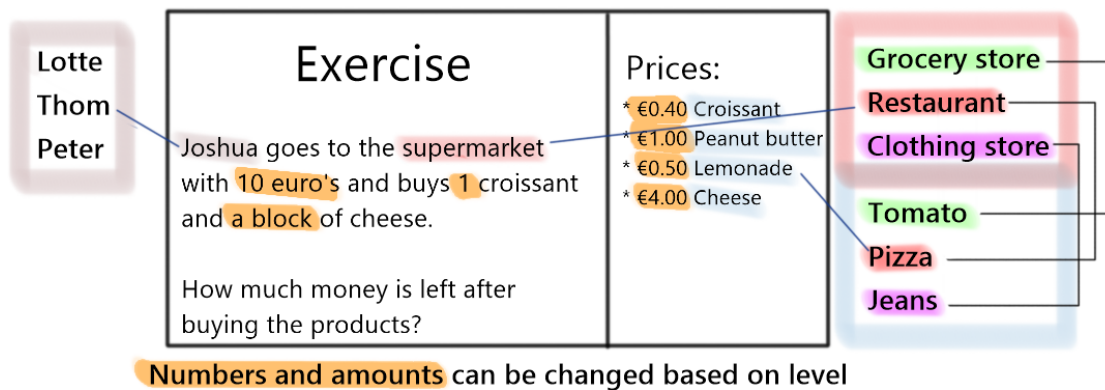 Lotte
Thom
Peter
Exercise
Joshua goes to the supermarket
with 10 euro's and buys 1 croissant
and a block of cheese.
How much money is left after
buying the products?
Prices:
* €0.40 Croissant
* €1.00 Peanut butter
* €0.50 Lemonade
* €4.00 Cheese
Grocery store
Restaurant
Clothing store
Tomato
Pizza
Jeans
Numbers and amounts can be changed based on level